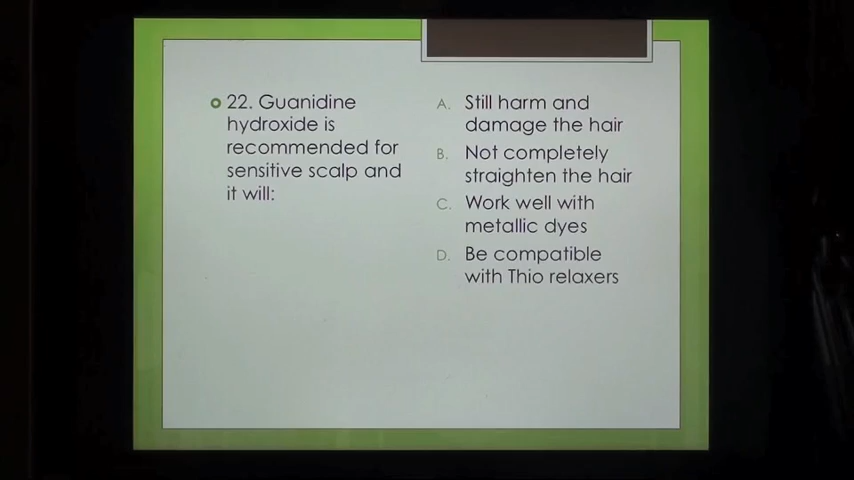 22. Guanidine
hydroxide is
recommended for
sensitive scalp and
it will:
A. Still harm and
damage the hair
B. Not completely
straighten the hair
C. Work well with
metallic dyes
D. Be compatible
with Thio relaxers